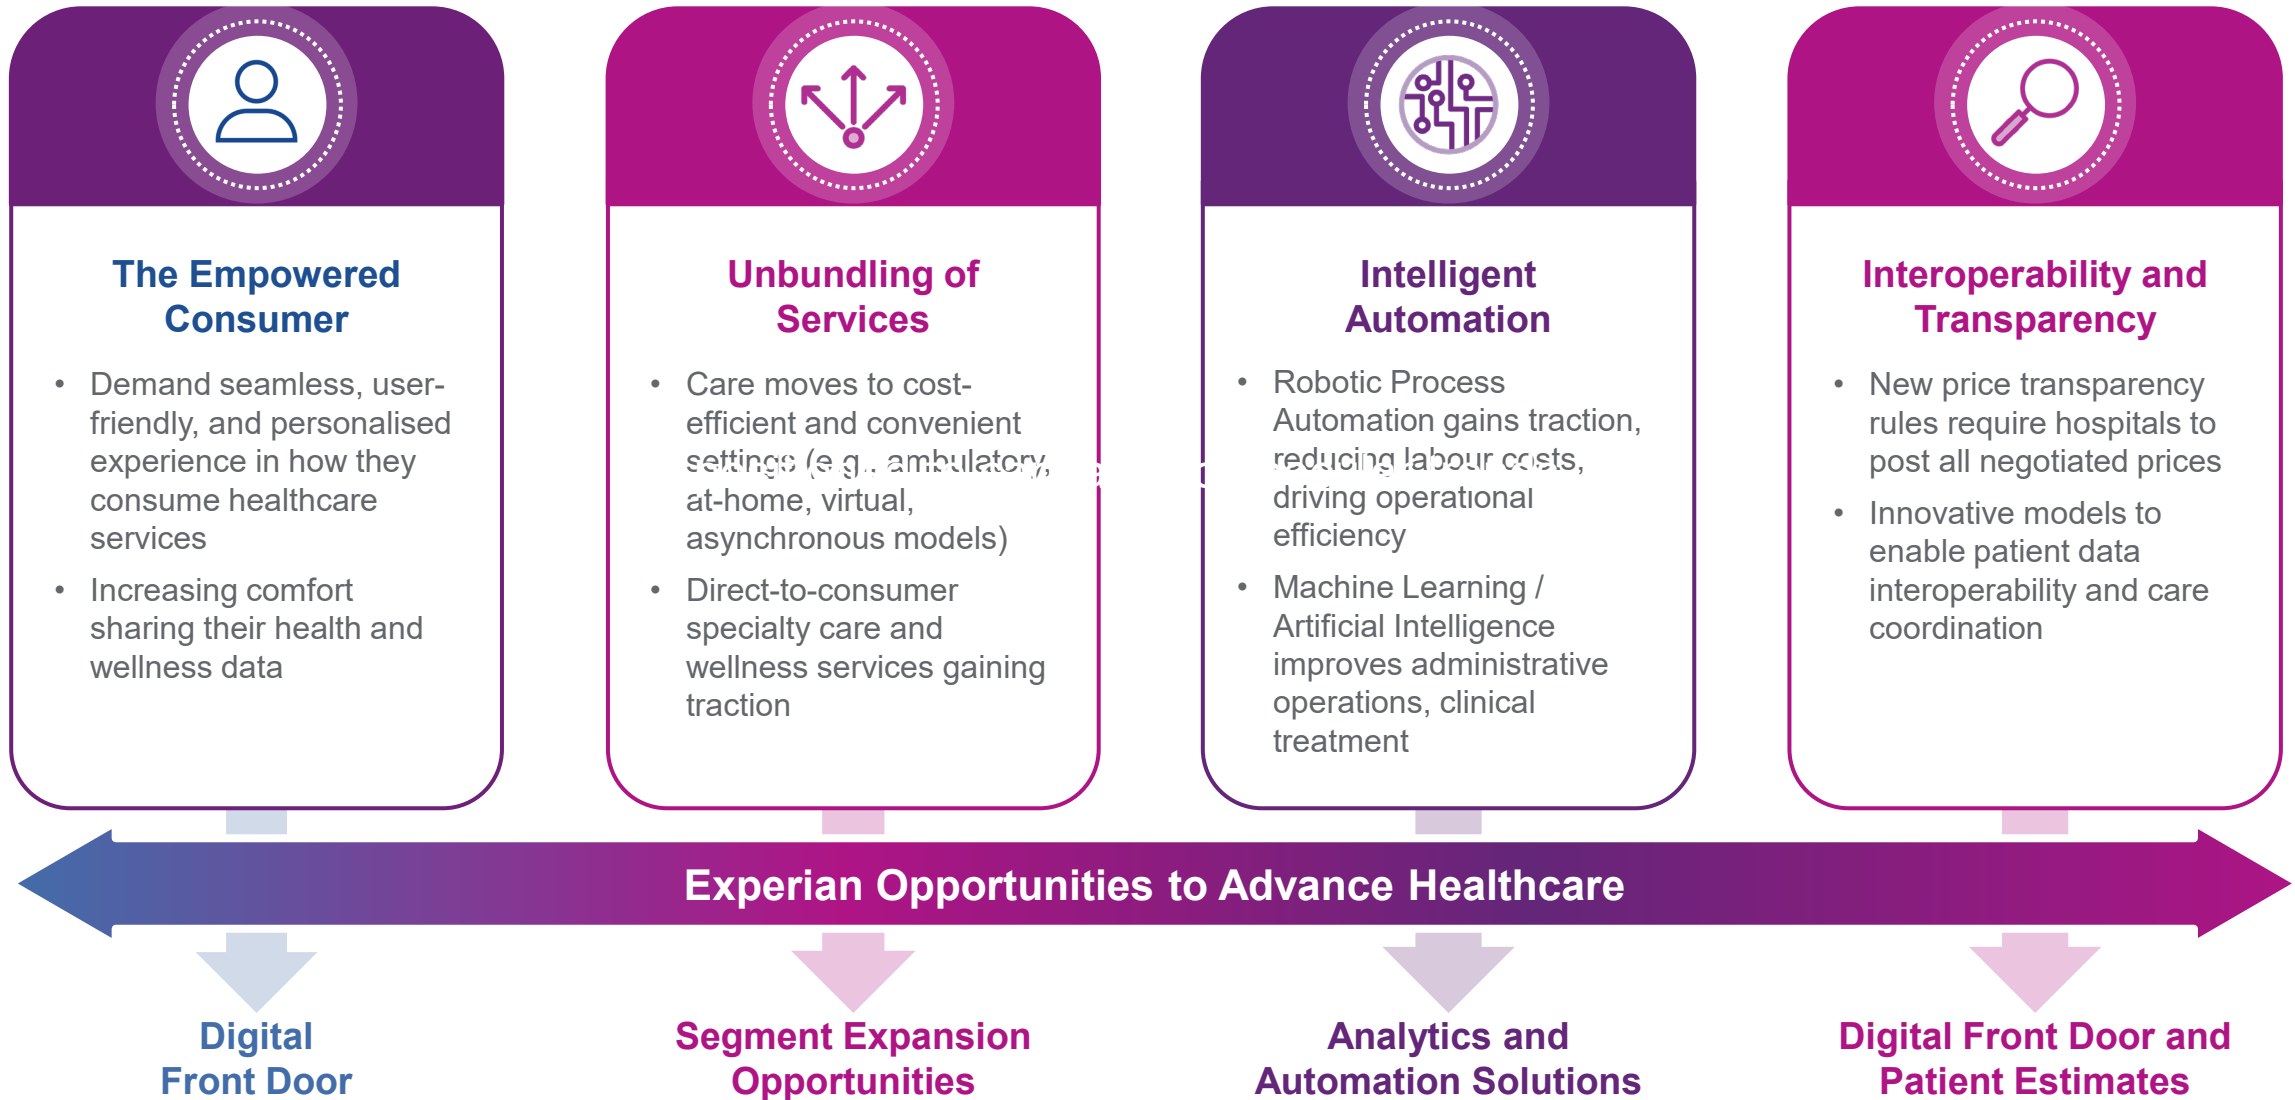 The Empowered
Consumer
• Demand seamless, user-
friendly, and personalised
experience in how they
consume healthcare
services
• Increasing comfort
sharing their health and
wellness data
Unbundling of
Services
• Care moves to cost-
efficient and convenient
settings (e.g., ambulatory,
at-home, virtual,
asynchronous models)
• Direct-to-consumer
specialty care and
wellness services gaining
traction
Intelligent
Automation
• Robotic Process
Automation gains traction,
reducing labour costs,
driving operational
efficiency
• Machine Learning /
Artificial Intelligence
improves administrative
operations, clinical
treatment
Interoperability and
Transparency
• New price transparency
rules require hospitals to
post all negotiated prices
• Innovative models to
enable patient data
interoperability and care
coordination
Experian Opportunities to Advance Healthcare
Digital
Front Door
Segment Expansion
Opportunities
Analytics and
Automation Solutions
Digital Front Door and
Patient Estimates